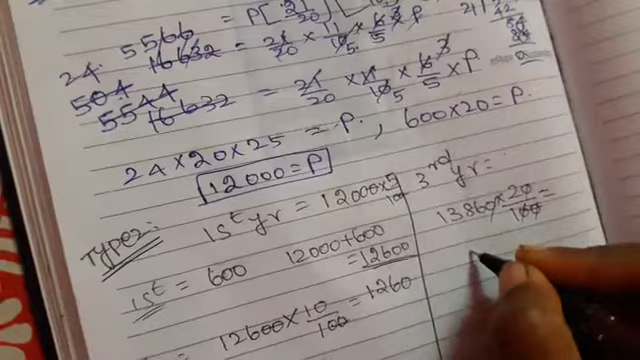 = P[21/20]
24. 5566
504 16632 = 21/20 × 11/10 × 6/5 P
5544
16632 = 21/20 × 11/10 × 6/5 × P
24×20×25 = P. , 600×20 = P.
12000 = P
Type2:
1st yr = 12000×5/100
1st = 600
12000+600
= 12600
12600×10/100 = 1260
3rd yr =
13860×20/100 =